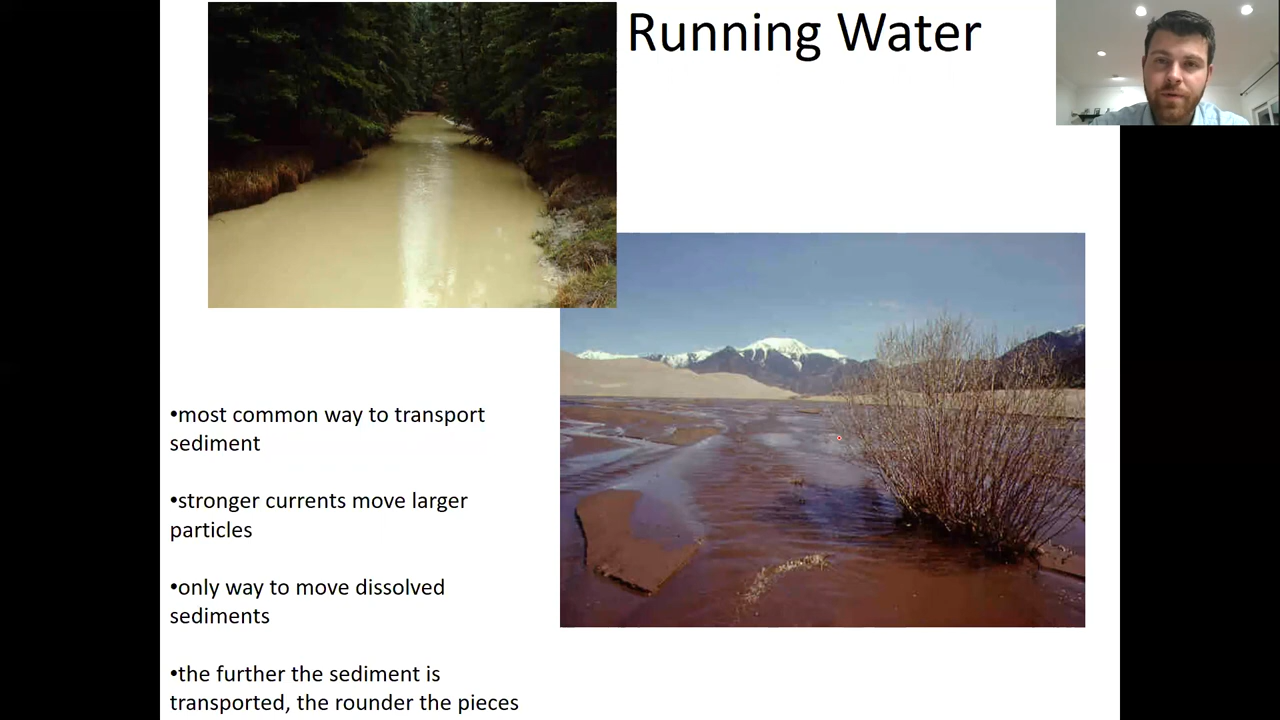 Running Water
•most common way to transport
sediment
•stronger currents move larger
particles
•only way to move dissolved
sediments
•the further the sediment is
transported, the rounder the pieces